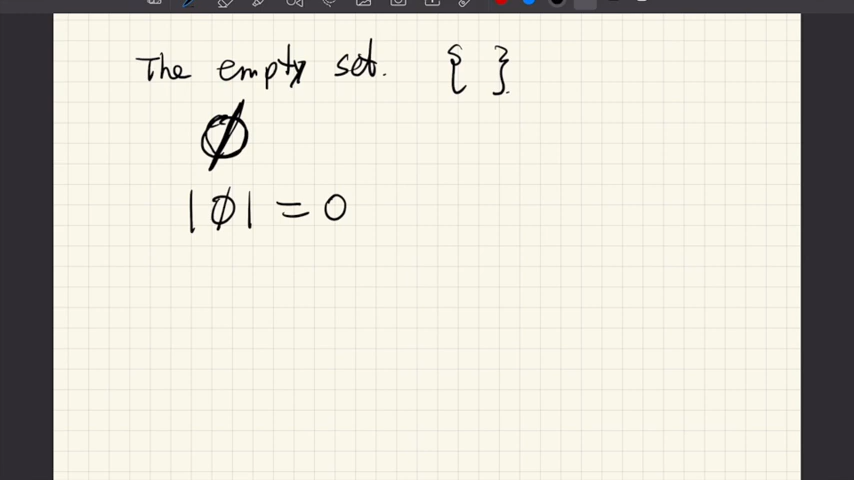 The empty set. { }.
∅
|∅| = 0